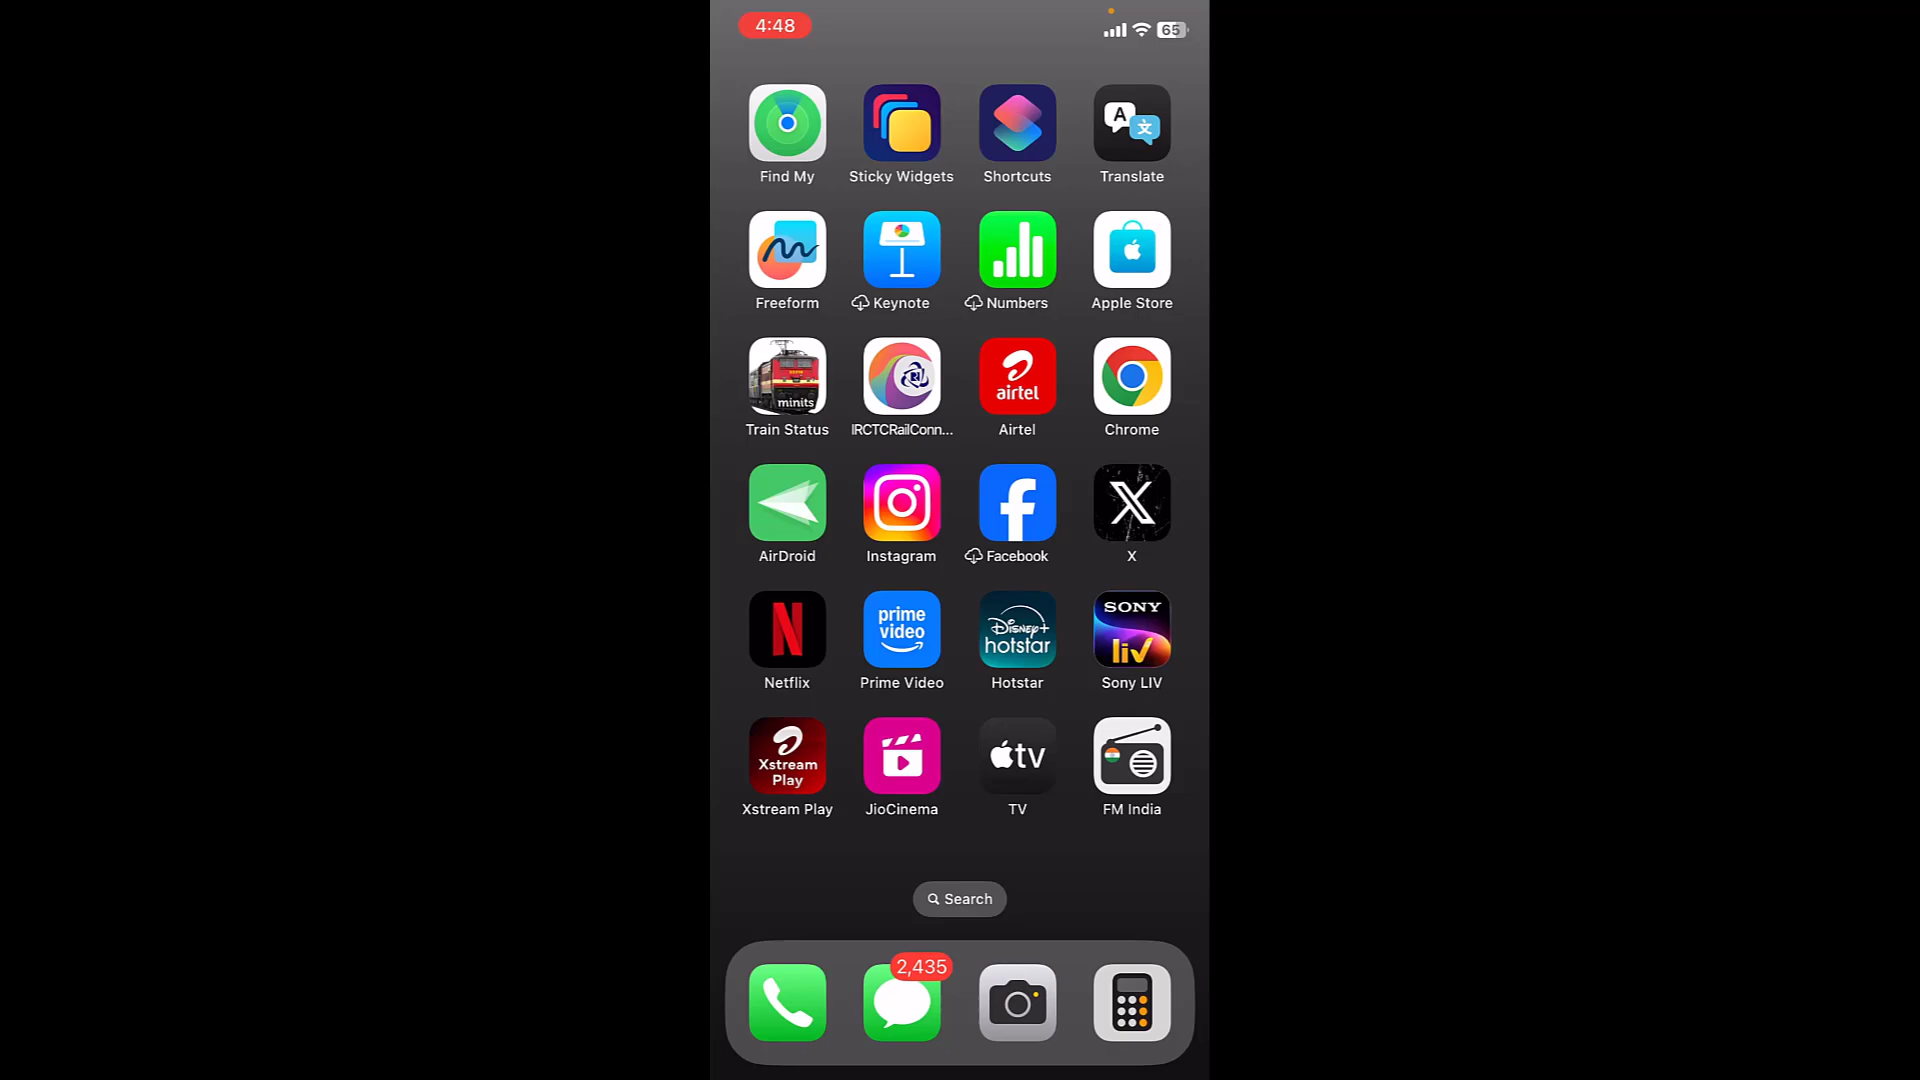 4:48
65
Find My
Sticky Widgets
Shortcuts
A
文
Translate
Freeform
Keynote
Numbers
Apple Store
minits
Train Status
IRCTCRailConn...
airtel
Airtel
Chrome
AirDroid
Instagram
f
Facebook
X
X
N
Netflix
prime
video
Prime Video
Disney+
hotstar
Hotstar
SONY
liv
Sony LIV
Xstream
Play
Xstream Play
JioCinema
tv
TV
FM India
Search
2,435